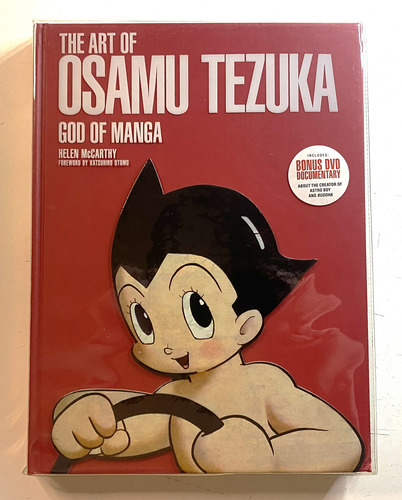 THE ART OF
OSAMU TEZUKA
GOD OF MANGA
HELEN McCARTHY
FOREWORD BY KATSUHIRO OTOMO
INCLUDES:
BONUS DVD
DOCUMENTARY
ABOUT THE CREATOR OF
ASTRO BOY
AND BUDDHA